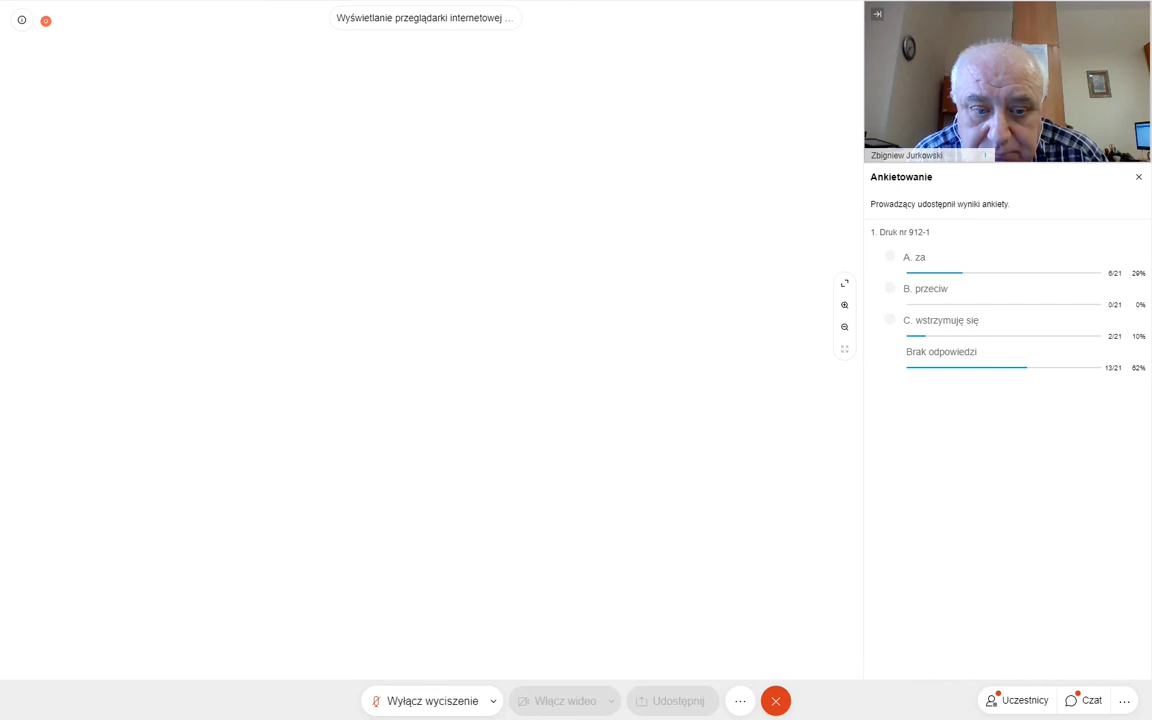 Wyświetlanie przeglądarki internetowej ...
Zbigniew Jurkowski
Ankietowanie
Prowadzący udostępnił wyniki ankiety.
1. Druk nr 912-1
A. za
6/21 29%
B. przeciw
0/21 0%
C. wstrzymuję się
2/21 10%
Brak odpowiedzi
13/21 62%
Wyłącz wyciszenie
Włącz wideo
Udostępnij
...
Uczestnicy
Czat
...